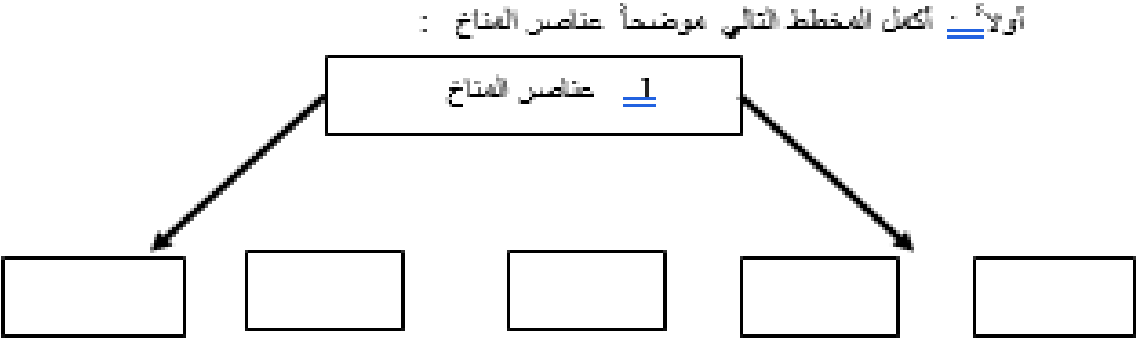 أولاً : أكمل المخطط التالي موضحاً عناصر المناخ :
1 عناصر المناخ